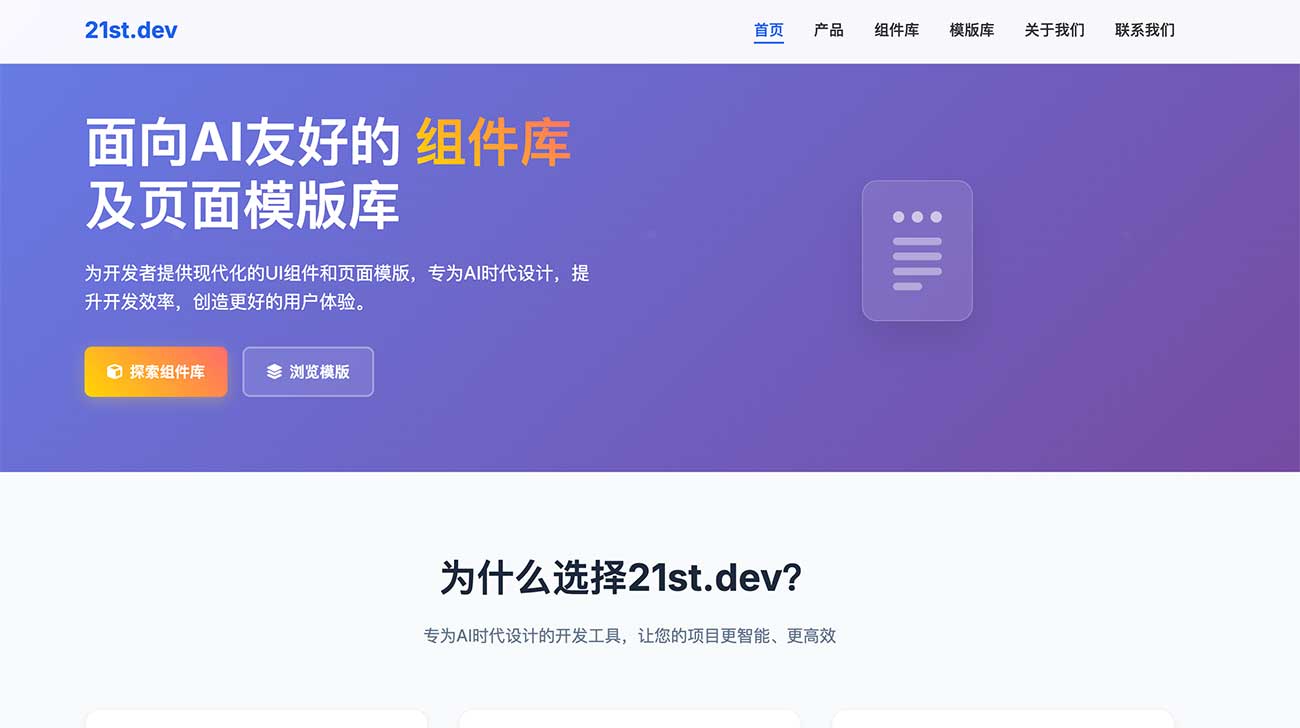 21st.dev
首页 产品 组件库 模版库 关于我们 联系我们
面向AI友好的 组件库
及页面模版库
为开发者提供现代化的UI组件和页面模版，专为AI时代设计，提
升开发效率，创造更好的用户体验。
探索组件库 浏览模版
为什么选择21st.dev?
专为AI时代设计的开发工具，让您的项目更智能、更高效